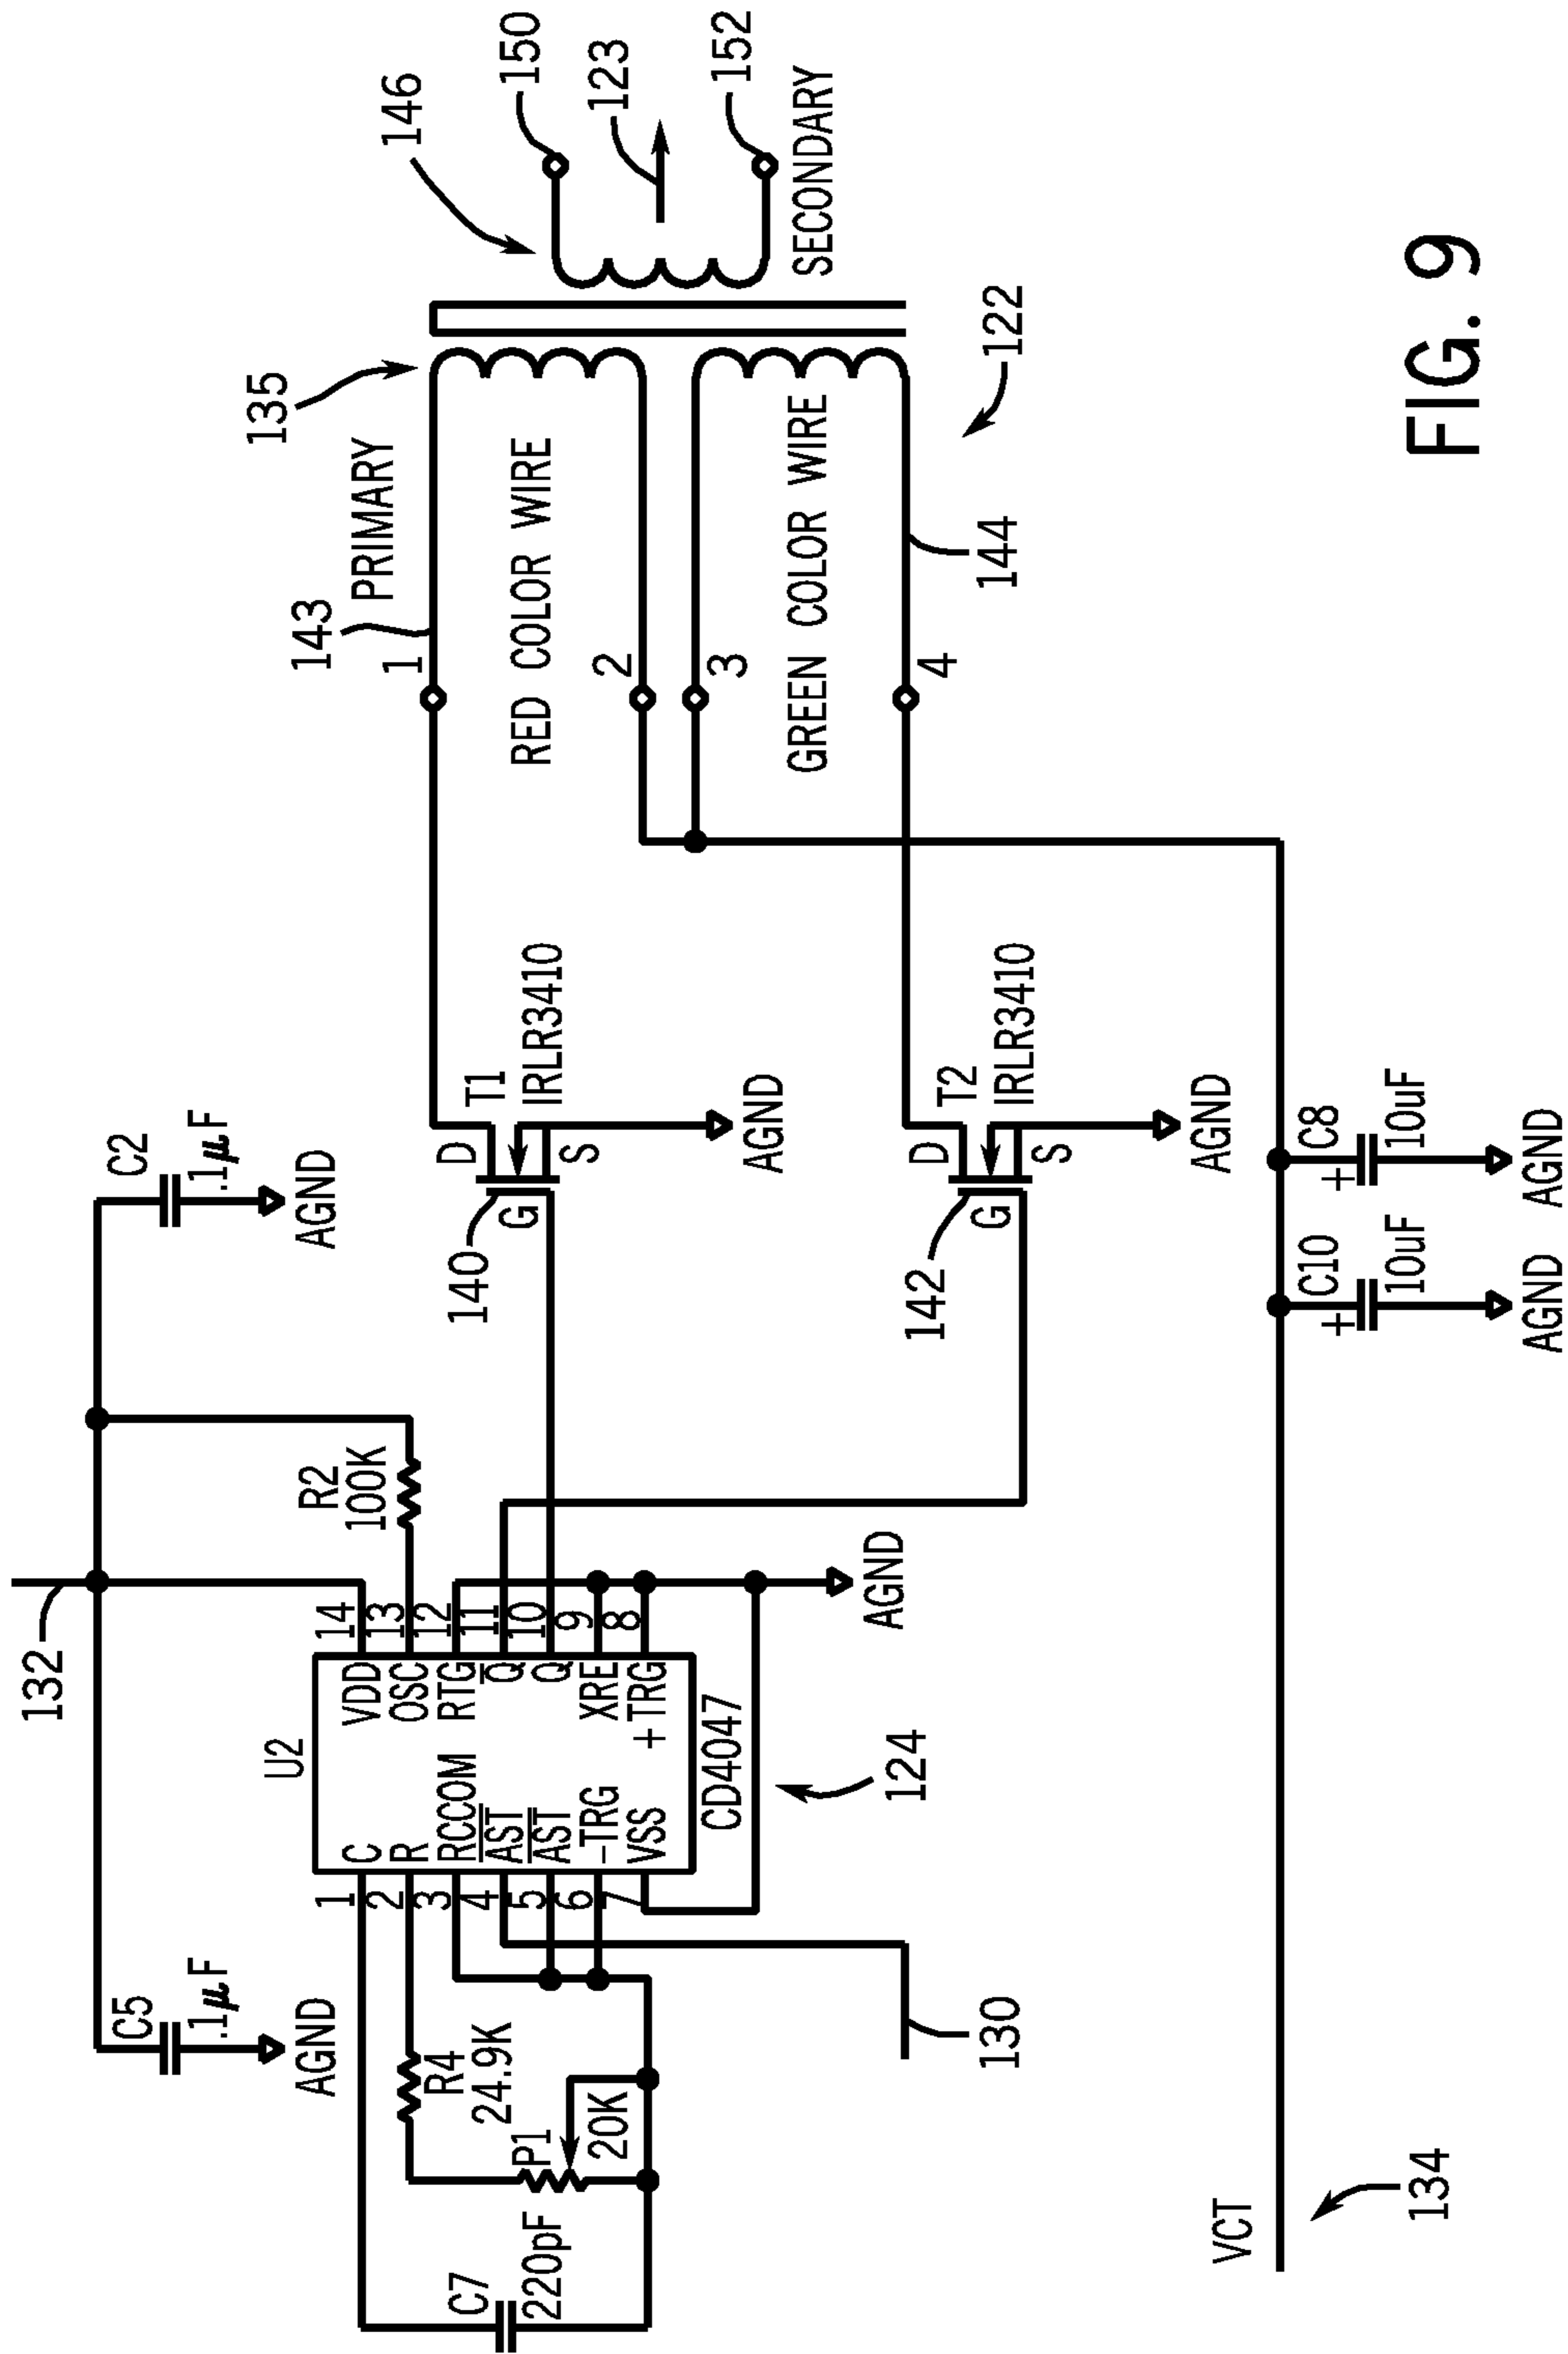 132
C5
.1µF
AGND
C2
.1µF
AGND
R2
100K
U2
1
2
3
4
5
6
7
C
R
RCCOM
AST
AST
-TRG
VSS
VDD
OSC
RTG
Q
Q
XRE
+TRG
14
13
12
11
10
9
8
CD4047
124
AGND
C7
220pF
P1
20K
R4
24.9K
130
140
G
D
S
T1
IRLR3410
AGND
142
G
D
S
T2
IRLR3410
AGND
143
PRIMARY
135
1
RED COLOR WIRE
2
3
GREEN COLOR WIRE
4
144
122
146
150
123
152
SECONDARY
VCT
134
+
C10
10uF
AGND
+
C8
10uF
AGND
FIG. 9